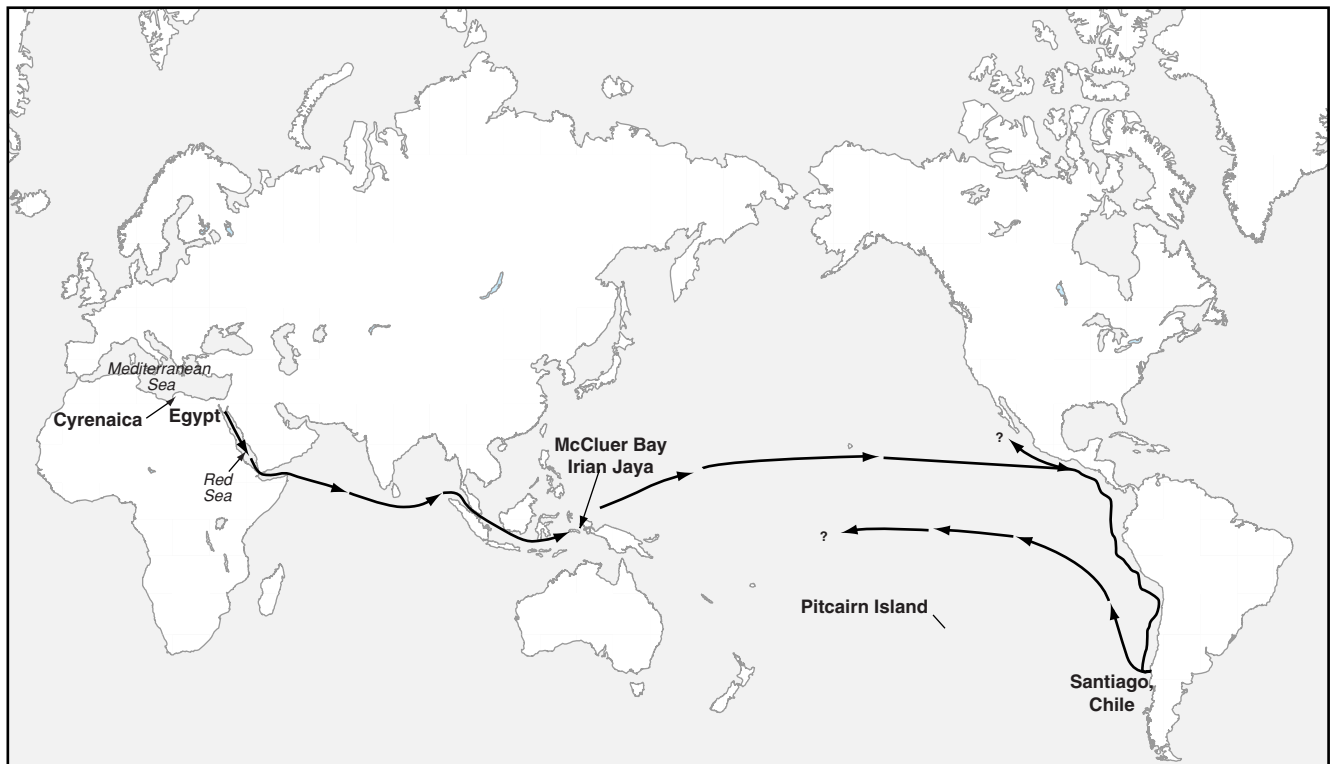 Mediterranean
Sea
Cyrenaica
Egypt
Red
Sea
McCluer Bay
Irian Jaya
?
?
Pitcairn Island
Santiago,
Chile